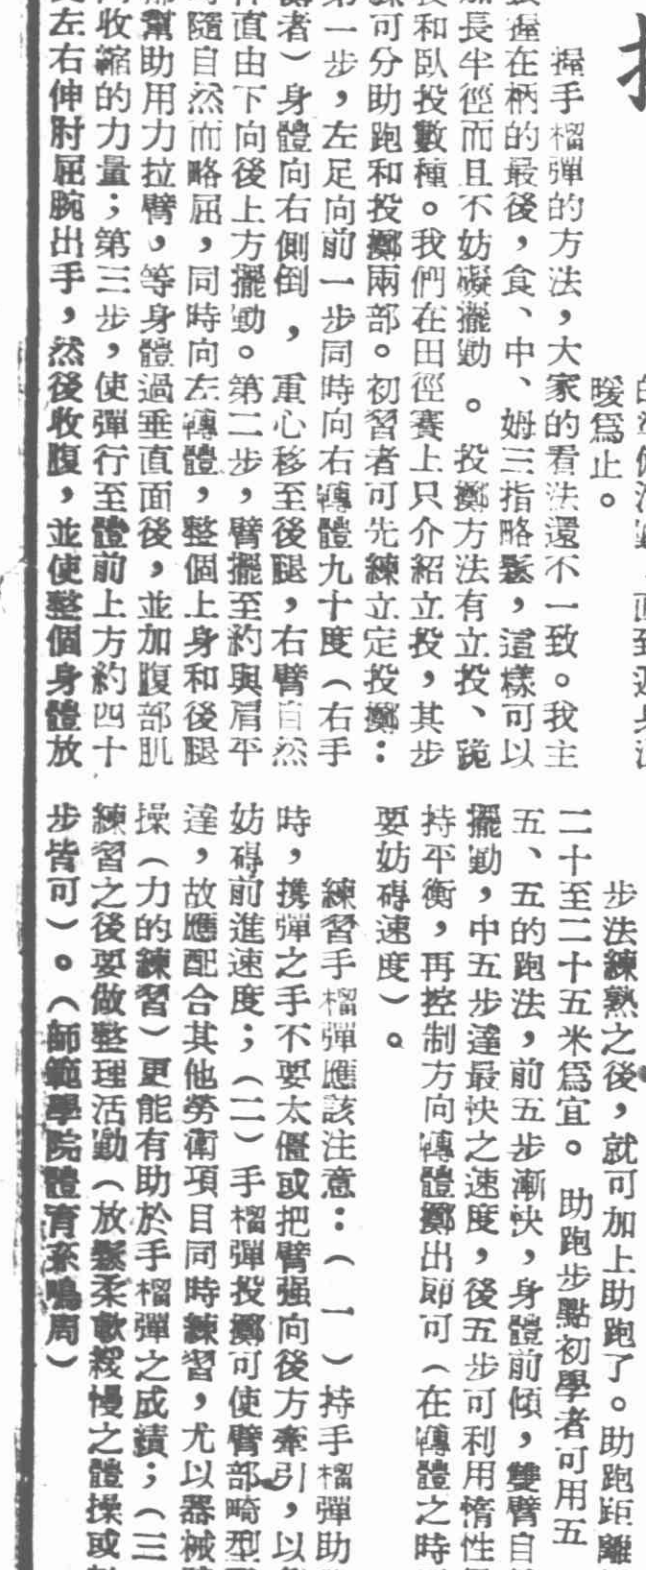 暖爲止。
握手榴彈的方法，大家的看法還不一致。我主
握在柄的最後，食、中、姆三指略鬆，這樣可以
加長半徑而且不妨礙擺動。投擲方法有立投、跪
投和臥投數種。我們在田徑賽上只介紹立投，其步
可分助跑和投擲兩部。初習者可先練立定投擲：
第一步，左足向前一步同時向右轉體九十度（右手
者）身體向右側倒，重心移至後腿，右臂自然
伸直由下向後上方擺動。第二步，臂擺至約與肩平
時隨自然而略屈，同時向左轉體，整個上身和後腿
部幫助用力拉臂，等身體過垂直面後，並加腹部肌
收縮的力量；第三步，使彈行至體前上方約四十
左右伸肘屈腕出手，然後收腹，並使整個身體放
步法練熟之後，就可加上助跑了。助跑距離
二十至二十五米爲宜。助跑步點初學者可用五
五、五的跑法，前五步漸快，身體前傾，雙臂自
擺動，中五步達最快之速度，後五步可利用惰性
持平衡，再控制方向轉體擲出即可（在轉體之時
要妨碍速度）。
練習手榴彈應該注意：（一）持手榴彈助
時，携彈之手不要太僵或把臂强向後方牽引，以
妨碍前進速度；（二）手榴彈投擲可使臂部畸型
達，故應配合其他勞衛項目同時練習，尤以器械
操（力的練習）更能有助於手榴彈之成績；（三
練習之後要做整理活動（放鬆柔軟緩慢之體操或
步皆可）。（師範學院體育系鳴周）